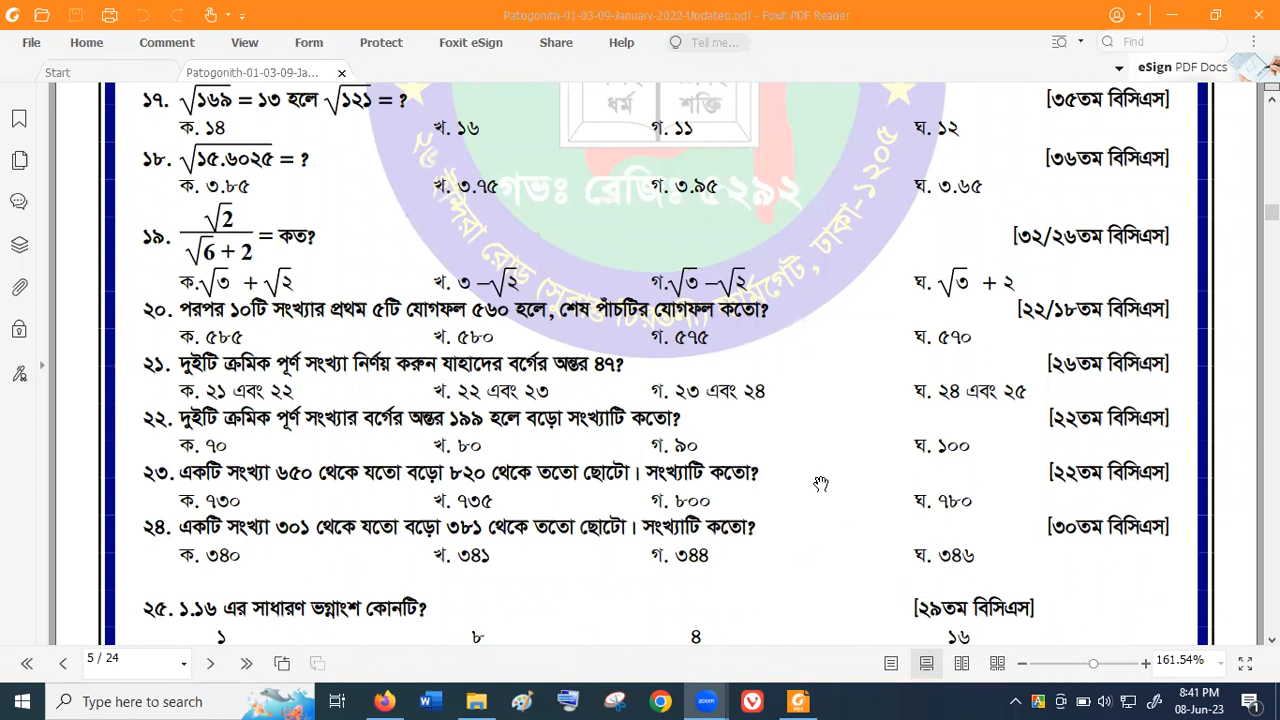 Patogonith-01-03-09-January-2022-Updated.pdf - Foxit PDF Reader
File Home Comment View Form Protect Foxit eSign Share Help Tell me... Find
Start Patogonith-01-03-09-Ja... eSign PDF Docs
ধর্ম শক্তি
গভঃ রেজিঃ ৫২৯২
১৭. √১৬৯ = ১৩ হলে √১২১ = ? [৩৫তম বিসিএস]
ক. ১৪ খ. ১৬ গ. ১১ ঘ. ১২
১৮. √১৫.৬০২৫ = ? [৩৬তম বিসিএস]
ক. ৩.৮৫ খ. ৩.৭৫ গ. ৩.৯৫ ঘ. ৩.৬৫
১৯. √2 / (√6 + 2) = কত? [৩২/২৬তম বিসিএস]
ক.√৩ + √২ খ. ৩ –√২ গ.√৩ –√২ ঘ. √৩ + ২
২০. পরপর ১০টি সংখ্যার প্রথম ৫টি যোগফল ৫৬০ হলে, শেষ পাঁচটির যোগফল কতো? [২২/১৮তম বিসিএস]
ক. ৫৮৫ খ. ৫৮০ গ. ৫৭৫ ঘ. ৫৭০
২১. দুইটি ক্রমিক পূর্ণ সংখ্যা নির্ণয় করুন যাহাদের বর্গের অন্তর ৪৭? [২৬তম বিসিএস]
ক. ২১ এবং ২২ খ. ২২ এবং ২৩ গ. ২৩ এবং ২৪ ঘ. ২৪ এবং ২৫
২২. দুইটি ক্রমিক পূর্ণ সংখ্যার বর্গের অন্তর ১৯৯ হলে বড়ো সংখ্যাটি কতো? [২২তম বিসিএস]
ক. ৭০ খ. ৮০ গ. ৯০ ঘ. ১০০
২৩. একটি সংখ্যা ৬৫০ থেকে যতো বড়ো ৮২০ থেকে ততো ছোটো। সংখ্যাটি কতো? [২২তম বিসিএস]
ক. ৭৩০ খ. ৭৩৫ গ. ৮০০ ঘ. ৭৮০
২৪. একটি সংখ্যা ৩০১ থেকে যতো বড়ো ৩৮১ থেকে ততো ছোটো। সংখ্যাটি কতো? [৩০তম বিসিএস]
ক. ৩৪০ খ. ৩৪১ গ. ৩৪৪ ঘ. ৩৪৬
২৫. ১.১৬ এর সাধারণ ভগ্নাংশ কোনটি? [২৯তম বিসিএস]
১ ৮ ৪ ১৬
5 / 24 161.54%
Type here to search 8:41 PM
08-Jun-23